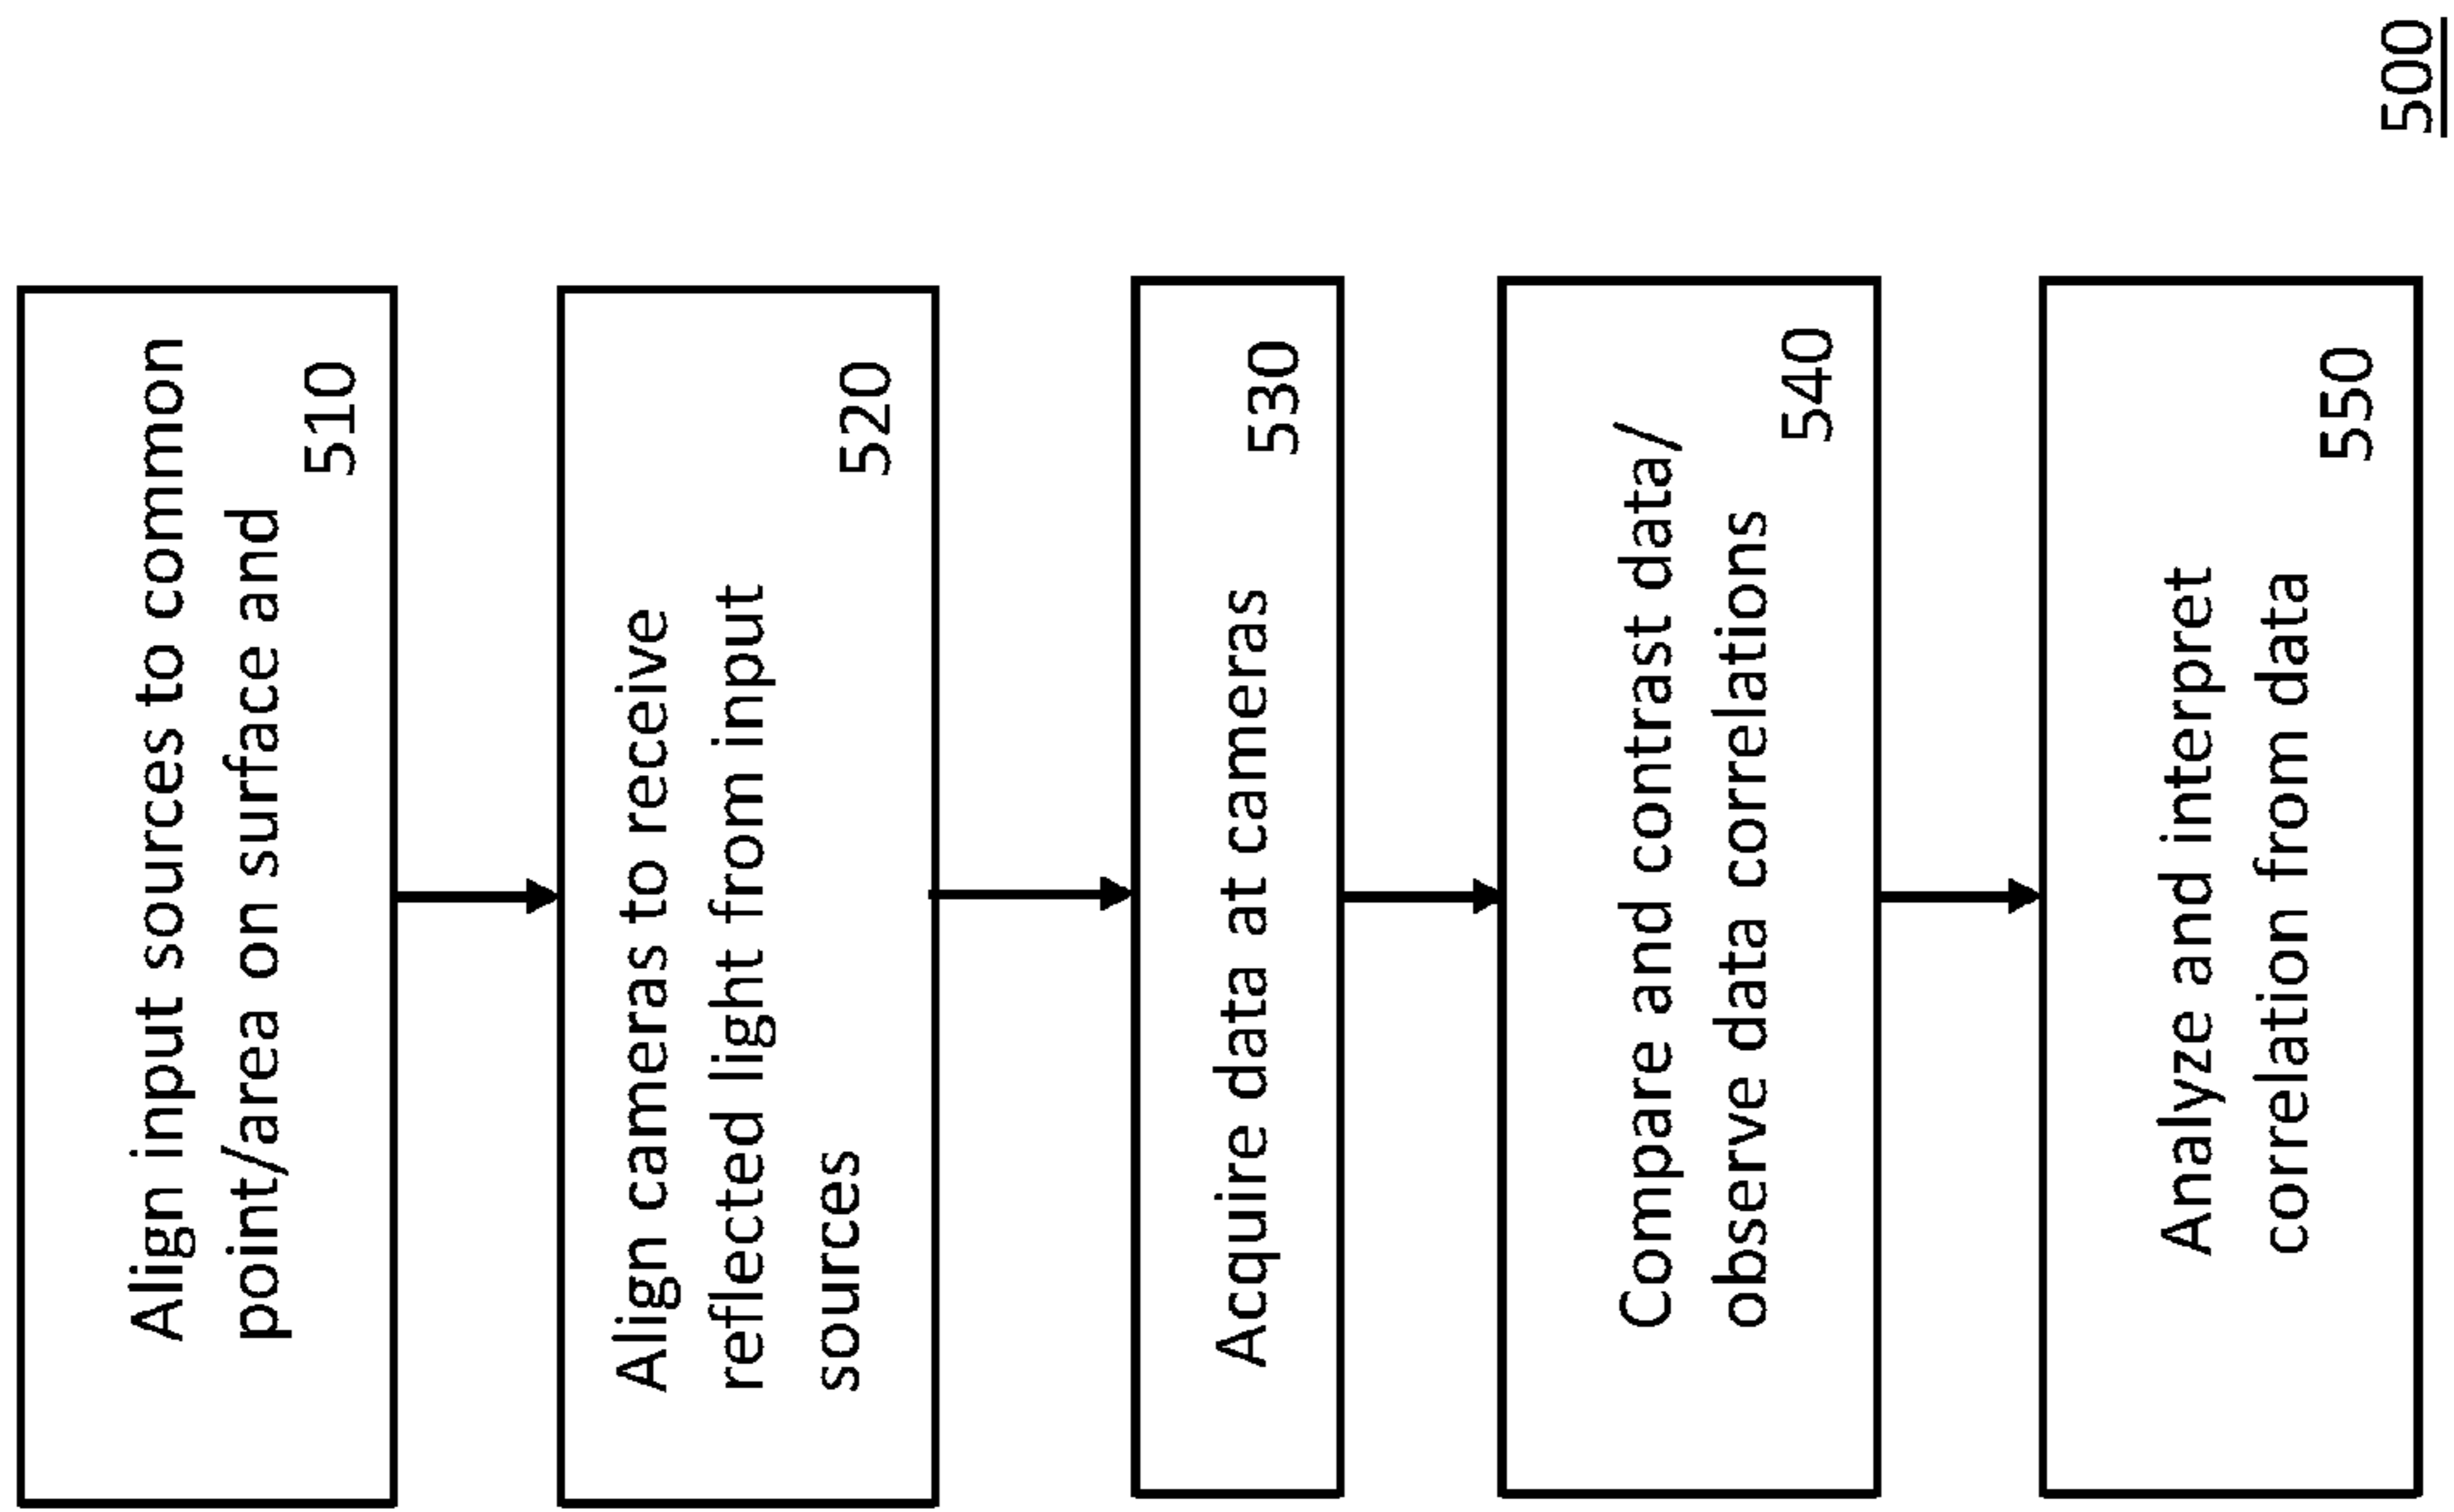 Align input sources to common
point/area on surface and
510
Align cameras to receive
reflected light from input
sources
520
Acquire data at cameras 530
Compare and contrast data/
observe data correlations
540
Analyze and interpret
correlation from data
550
500